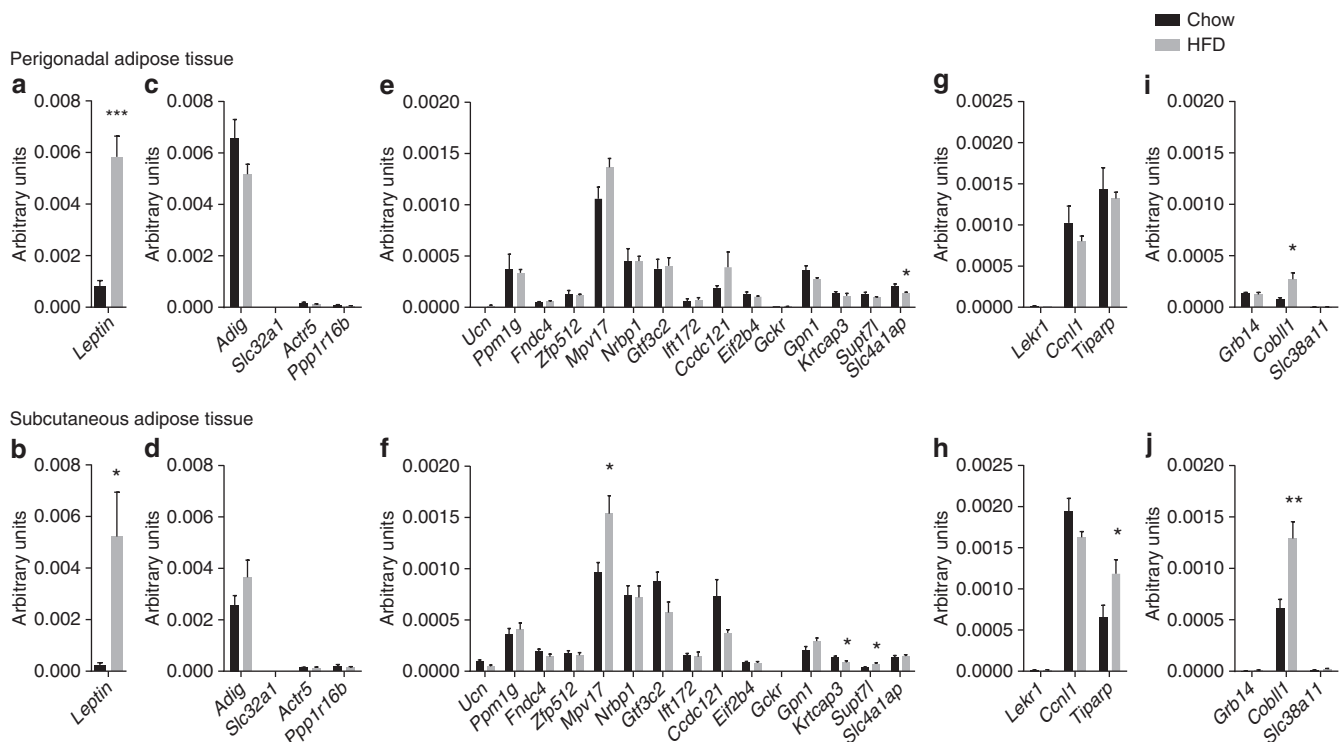 Chow
HFD
Perigonadal adipose tissue
a
Arbitrary units
0.008
0.006
0.004
0.002
0.000
***
Leptin
c
Arbitrary units
0.008
0.006
0.004
0.002
0.000
Adig
Slc32a1
Actr5
Ppp1r16b
e
Arbitrary units
0.0020
0.0015
0.0010
0.0005
0.0000
*
Ucn
Ppm1g
Fndc4
Zfp512
Mpv17
Nrbp1
Gtf3c2
Ift172
Ccdc121
Eif2b4
Gckr
Gpn1
Krtcap3
Supt7l
Slc4a1ap
g
Arbitrary units
0.0025
0.0020
0.0015
0.0010
0.0005
0.0000
Lekr1
Ccnl1
Tiparp
i
Arbitrary units
0.0020
0.0015
0.0010
0.0005
0.0000
*
Grb14
Cobll1
Slc38a11
Subcutaneous adipose tissue
b
Arbitrary units
0.008
0.006
0.004
0.002
0.000
*
Leptin
d
Arbitrary units
0.008
0.006
0.004
0.002
0.000
Adig
Slc32a1
Actr5
Ppp1r16b
f
Arbitrary units
0.0020
0.0015
0.0010
0.0005
0.0000
*
*
*
Ucn
Ppm1g
Fndc4
Zfp512
Mpv17
Nrbp1
Gtf3c2
Ift172
Ccdc121
Eif2b4
Gckr
Gpn1
Krtcap3
Supt7l
Slc4a1ap
h
Arbitrary units
0.0025
0.0020
0.0015
0.0010
0.0005
0.0000
*
Lekr1
Ccnl1
Tiparp
j
Arbitrary units
0.0020
0.0015
0.0010
0.0005
0.0000
**
Grb14
Cobll1
Slc38a11